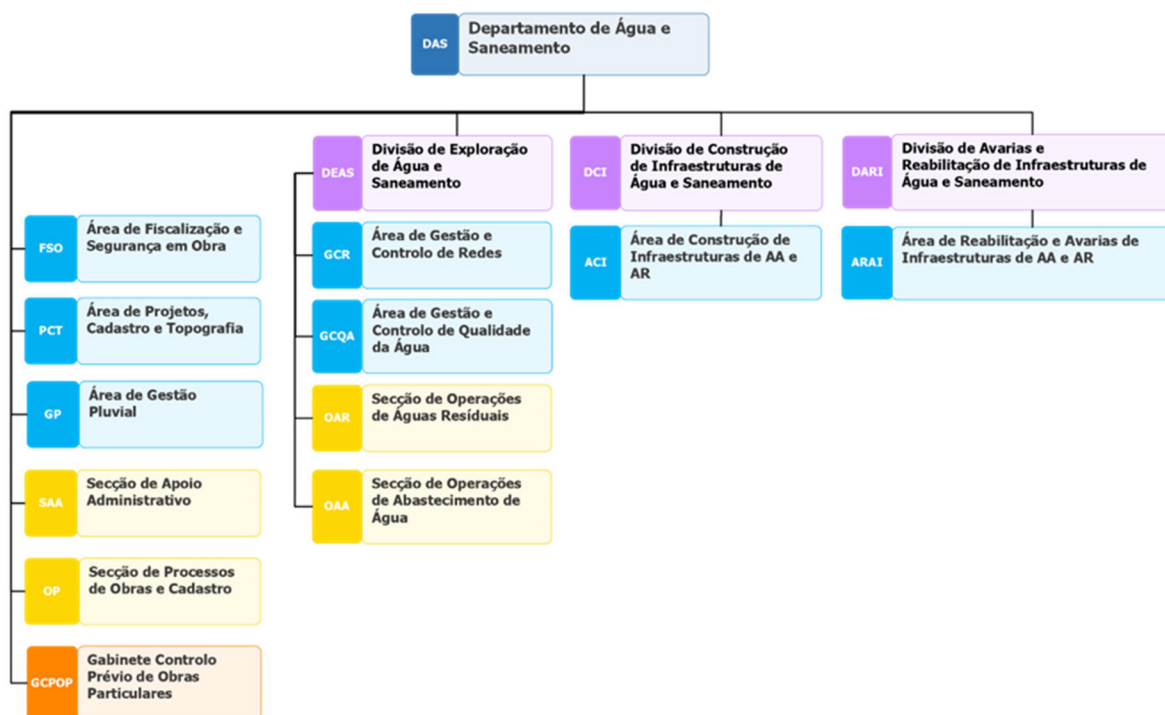 DAS
Departamento de Água e
Saneamento
DEAS
Divisão de Exploração
de Água e
Saneamento
DCI
Divisão de Construção
de Infraestruturas de
Água e Saneamento
DARI
Divisão de Avarias e
Reabilitação de Infraestruturas de
Água e Saneamento
FSO
Área de Fiscalização e
Segurança em Obra
GCR
Área de Gestão e
Controlo de Redes
ACI
Área de Construção de
Infraestruturas de AA e
AR
ARAI
Área de Reabilitação e Avarias de
Infraestruturas de AA e AR
PCT
Área de Projetos,
Cadastro e Topografia
GCQA
Área de Gestão e
Controlo de Qualidade
da Água
GP
Área de Gestão
Pluvial
OAR
Secção de Operações
de Águas Resíduais
SAA
Secção de Apoio
Administrativo
OAA
Secção de Operações
de Abastecimento de
Água
OP
Secção de Processos
de Obras e Cadastro
GCPOP
Gabinete Controlo
Prévio de Obras
Particulares